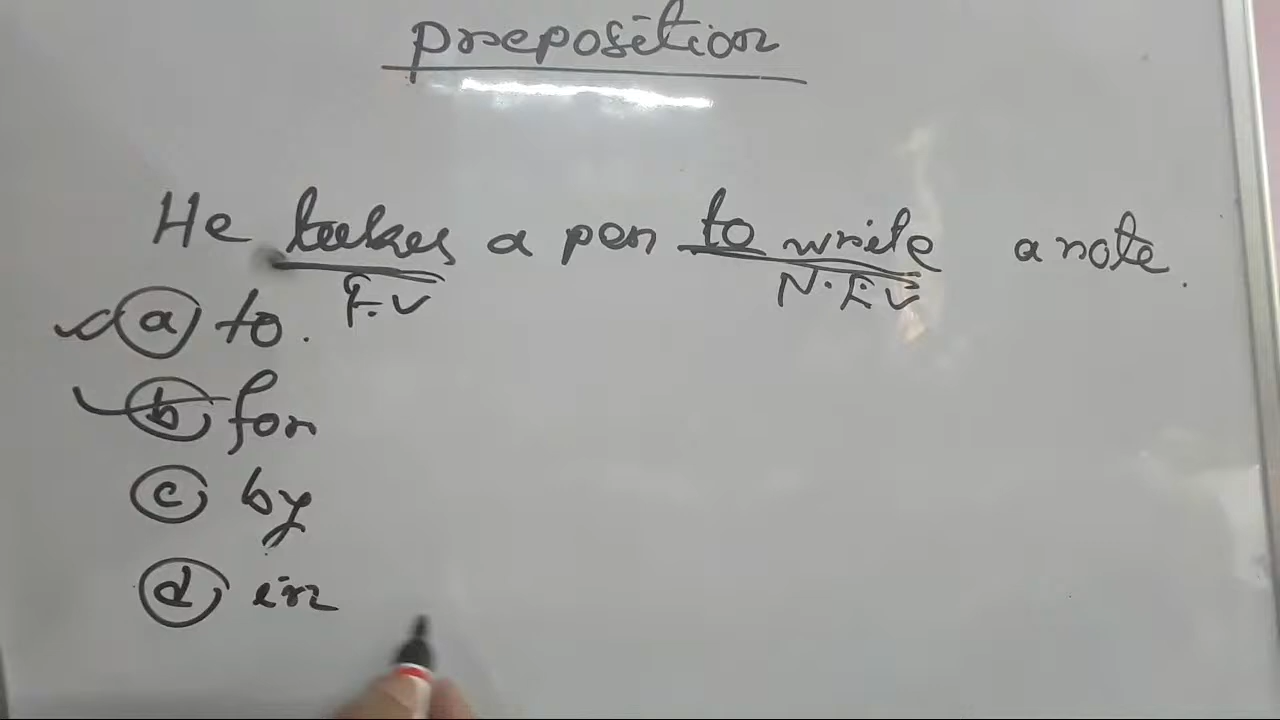 preposition
He takes a pen to write a note.
F.V N.F.V
(a) to.
(b) for
(c) by
(d) in